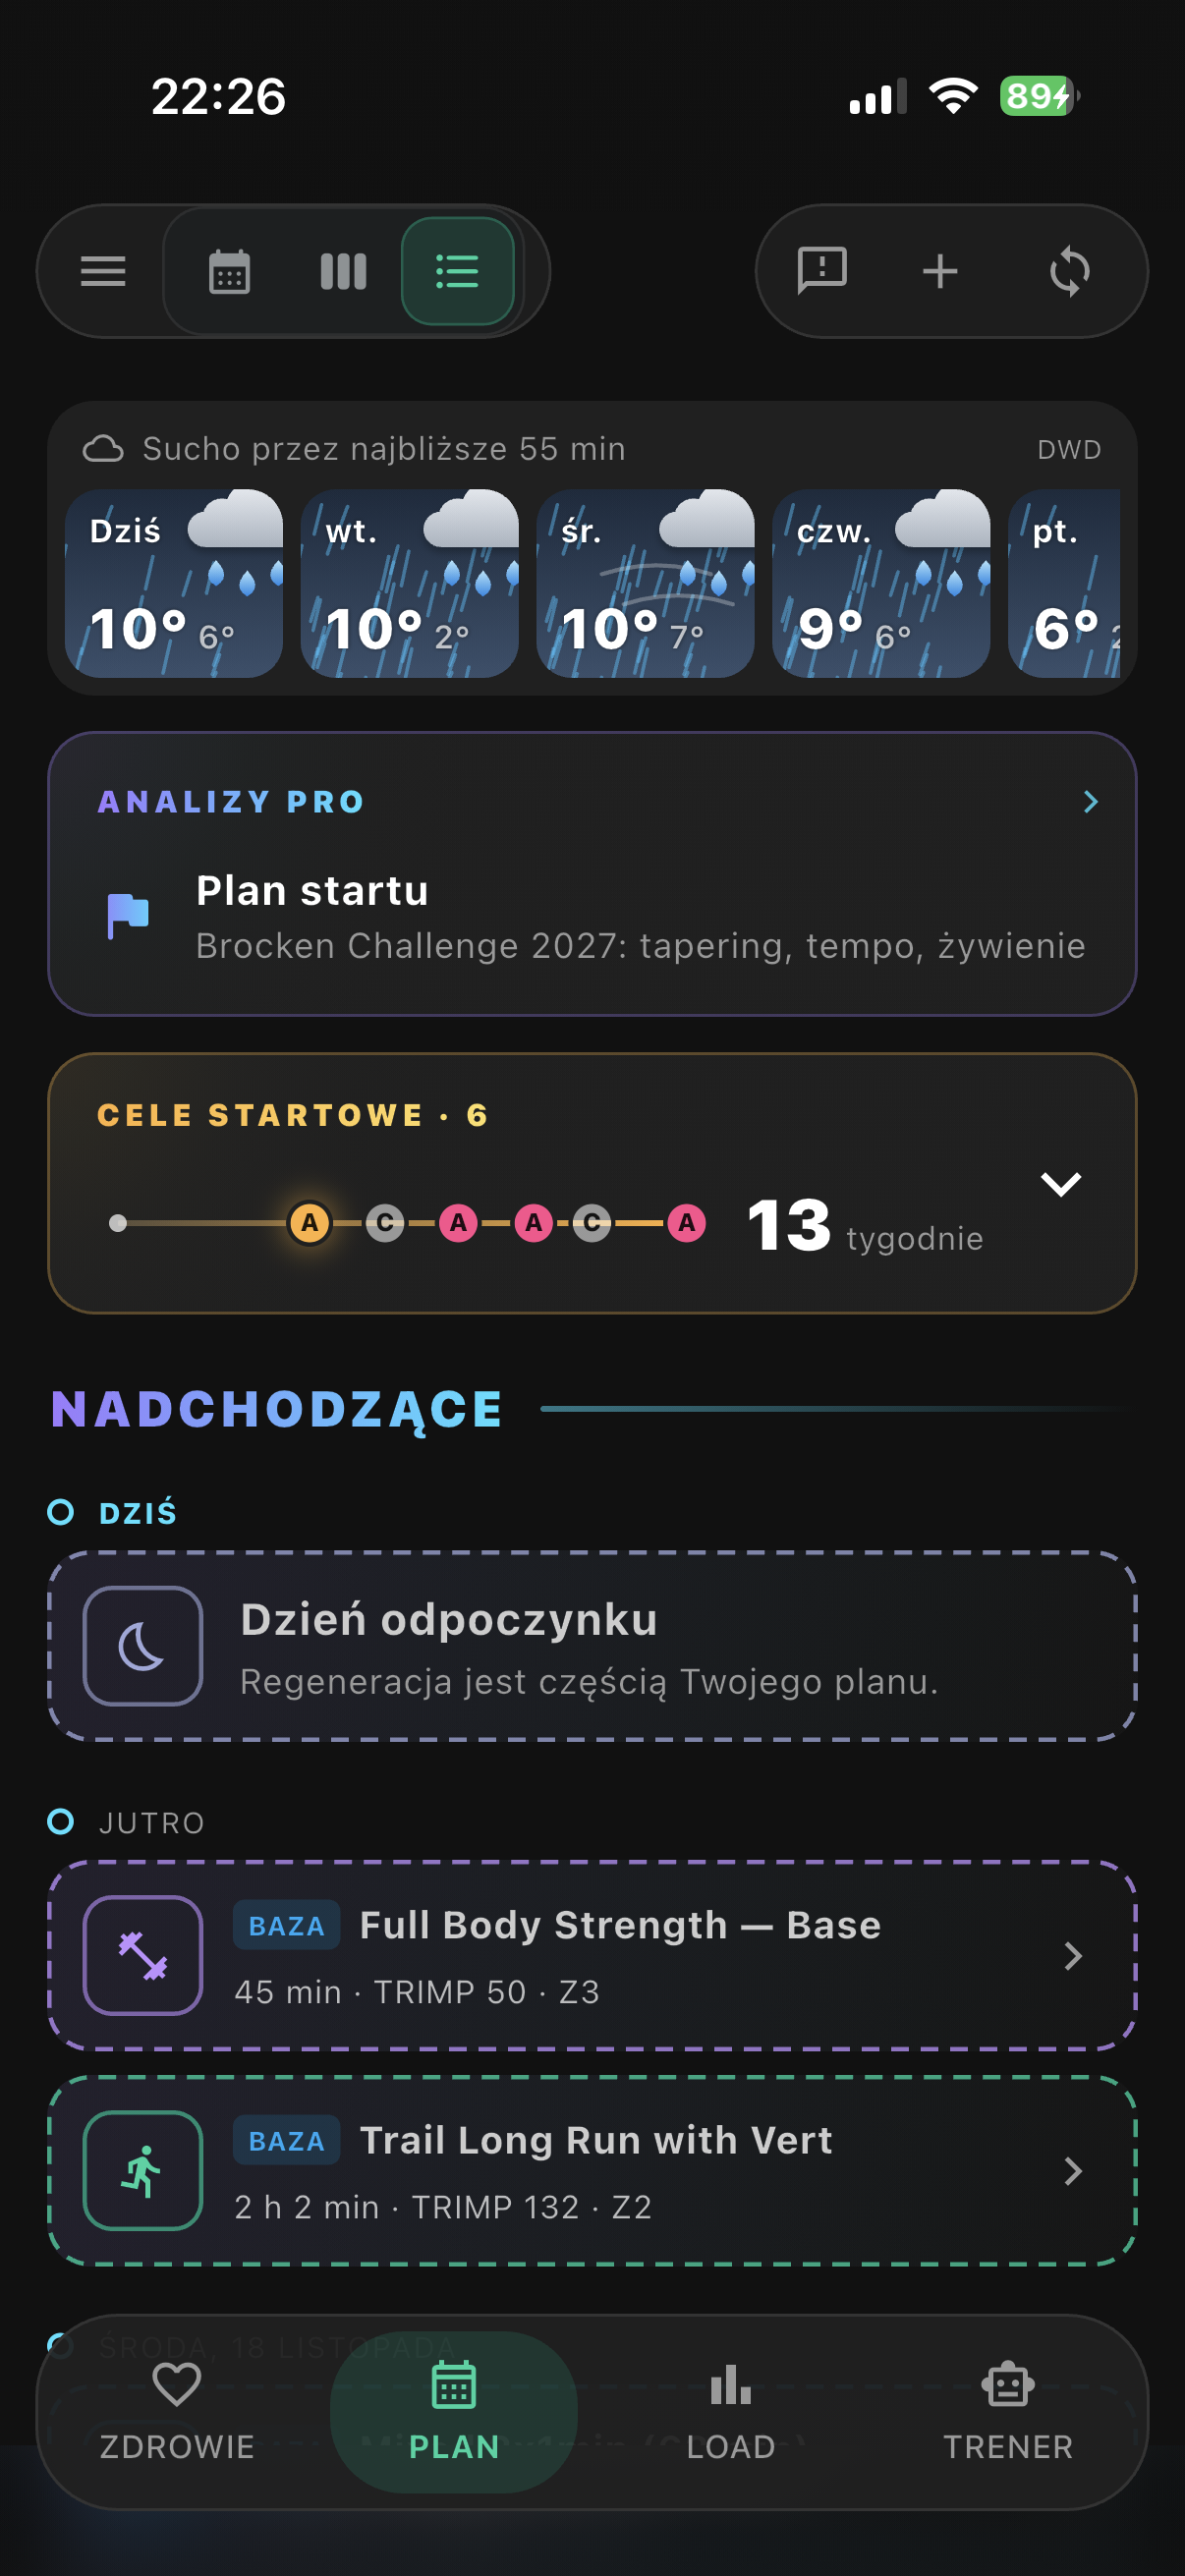 22:26
89
Sucho przez najbliższe 55 min
DWD
Dziś
10° 6°
wt.
10° 2°
śr.
10° 7°
czw.
9° 6°
pt.
6°
ANALIZY PRO
Plan startu
Brocken Challenge 2027: tapering, tempo, żywienie
CELE STARTOWE · 6
A C A A C A
13 tygodnie
NADCHODZĄCE
DZIŚ
Dzień odpoczynku
Regeneracja jest częścią Twojego planu.
JUTRO
BAZA Full Body Strength — Base
45 min · TRIMP 50 · Z3
BAZA Trail Long Run with Vert
2 h 2 min · TRIMP 132 · Z2
ŚRODA, 18 LISTOPADA
ZDROWIE
PLAN
LOAD
TRENER